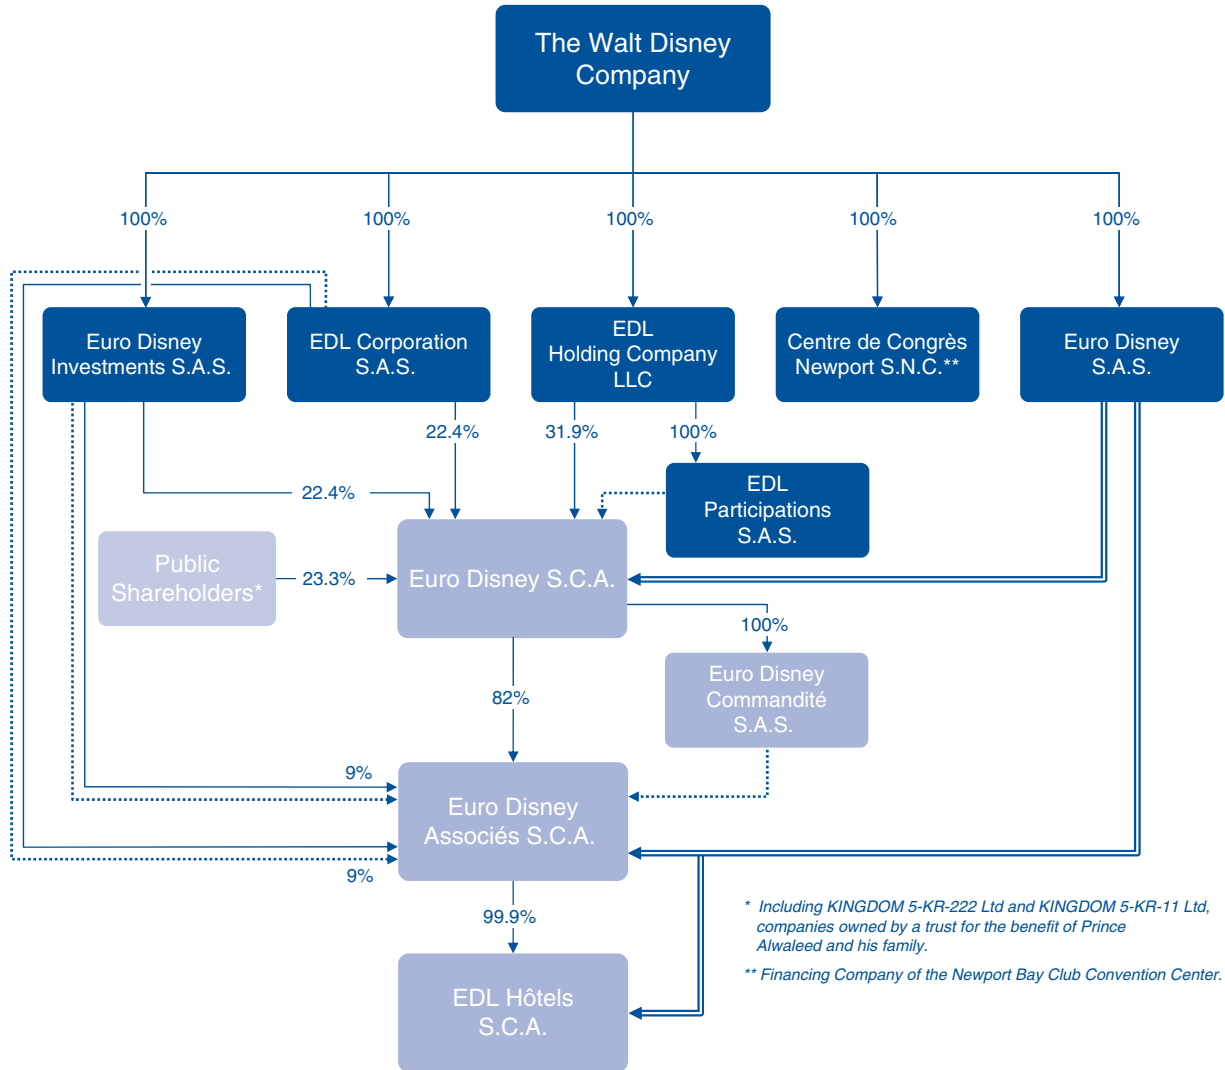 The Walt Disney
Company
100%
100%
100%
100%
100%
Euro Disney
Investments S.A.S.
EDL Corporation
S.A.S.
EDL
Holding Company
LLC
Centre de Congrès
Newport S.N.C.**
Euro Disney
S.A.S.
22.4%
31.9%
100%
22.4%
EDL
Participations
S.A.S.
Public
Shareholders*
23.3%
Euro Disney S.C.A.
100%
Euro Disney
Commandité
S.A.S.
82%
9%
Euro Disney
Associés S.C.A.
9%
99.9%
EDL Hôtels
S.C.A.
* Including KINGDOM 5-KR-222 Ltd and KINGDOM 5-KR-11 Ltd,
companies owned by a trust for the benefit of Prince
Alwaleed and his family.
** Financing Company of the Newport Bay Club Convention Center.